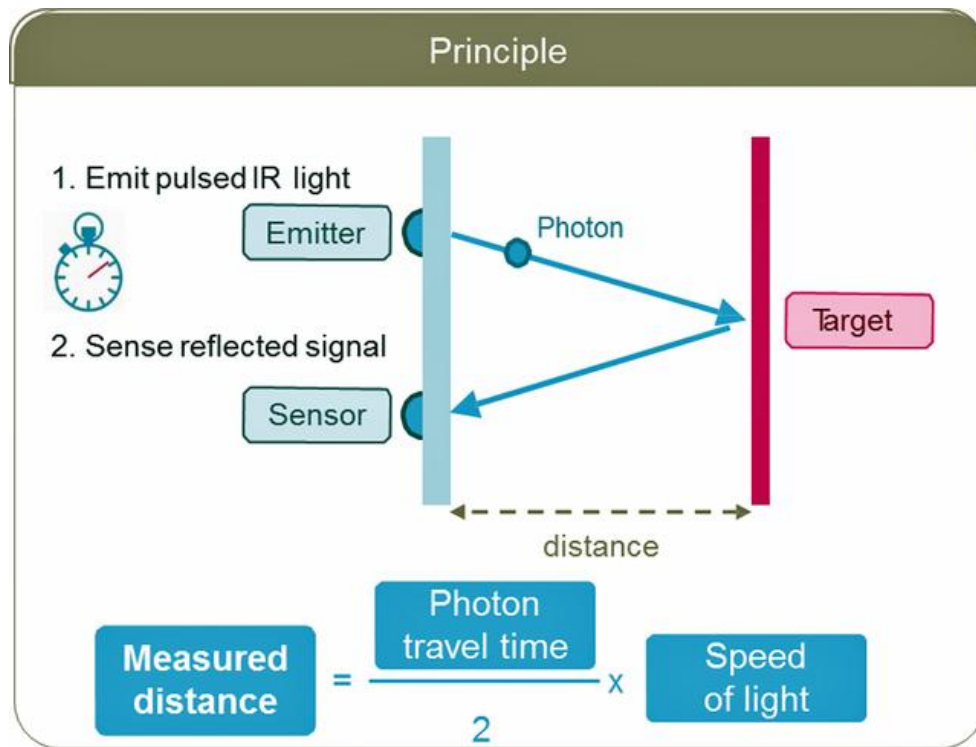 Principle
1. Emit pulsed IR light
Emitter
Photon
Target
2. Sense reflected signal
Sensor
distance
Measured
distance
=
Photon
travel time
2
x
Speed
of light